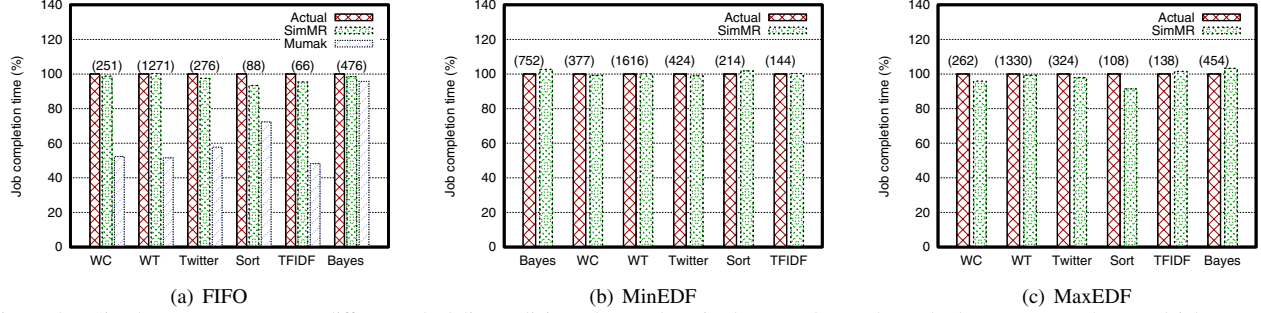 140
120
100
80
60
40
20
0
Job completion time (%)
Actual
SimMR
Mumak
(251) (1271) (276) (88) (66) (476)
WC WT Twitter Sort TFIDF Bayes
(a) FIFO
140
120
100
80
60
40
20
0
Job completion time (%)
Actual
SimMR
(752) (377) (1616) (424) (214) (144)
Bayes WC WT Twitter Sort TFIDF
(b) MinEDF
140
120
100
80
60
40
20
0
Job completion time (%)
Actual
SimMR
(262) (1330) (324) (108) (138) (454)
WC WT Twitter Sort TFIDF Bayes
(c) MaxEDF